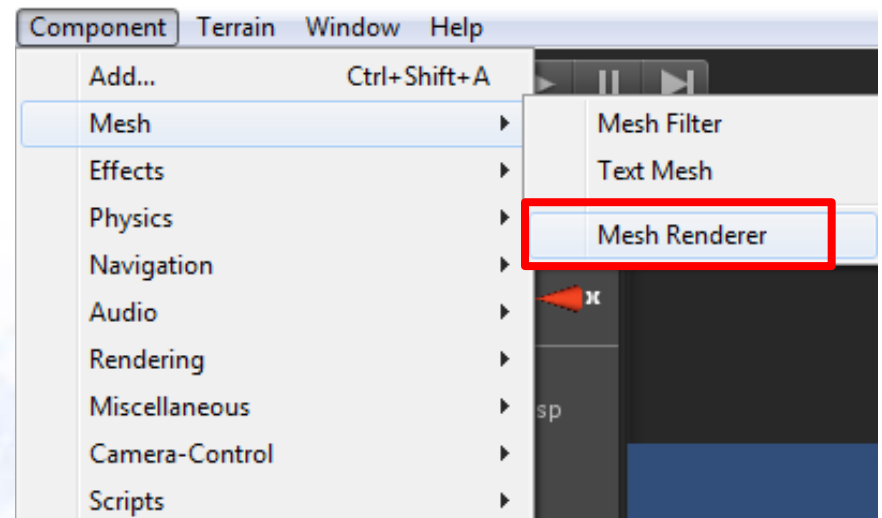 Component Terrain Window Help
Add... Ctrl+Shift+A
Mesh
Effects
Physics
Navigation
Audio
Rendering
Miscellaneous
Camera-Control
Scripts
Mesh Filter
Text Mesh
Mesh Renderer
x
sp